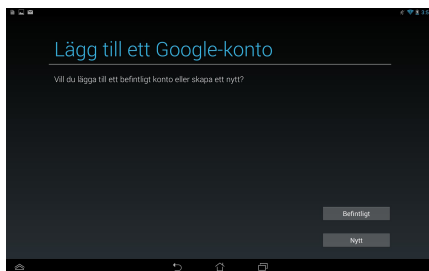 Lägg till ett Google-konto
Vill du lägga till ett befintligt konto eller skapa ett nytt?
Befintligt
Nytt